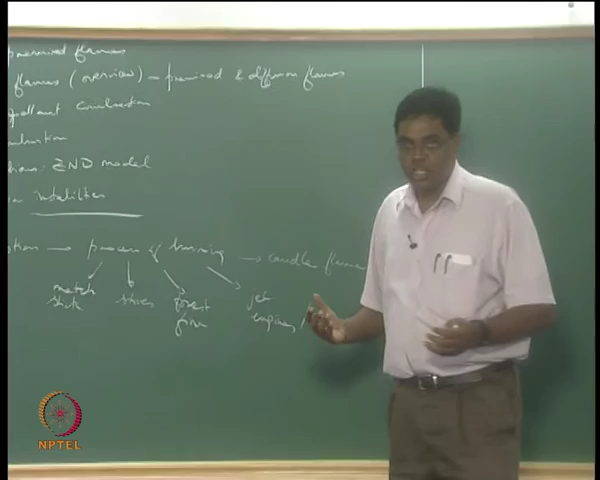 premixed flames
flames (overview) – premixed & diffusion flames
combustion
ZND model
instabilities
→ process of burning → candle flame
match
stick
stoves
forest
fire
jet
engines /
NPTEL